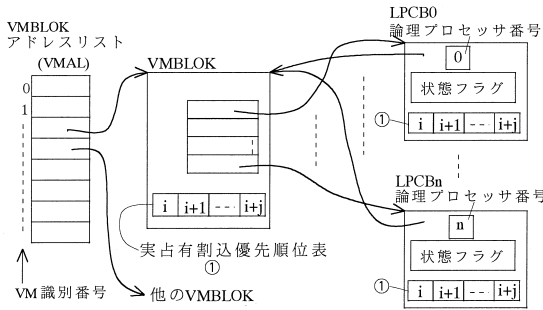 VMBLOK
アドレスリスト
(VMAL)
0
1
VM識別番号
VMBLOK
i i+1 --- i+j
実占有割込優先順位表
①
他のVMBLOK
LPCB0
論理プロセッサ番号
0
状態フラグ
① i i+1 --- i+j
LPCBn
論理プロセッサ番号
n
状態フラグ
① i i+1 --- i+j